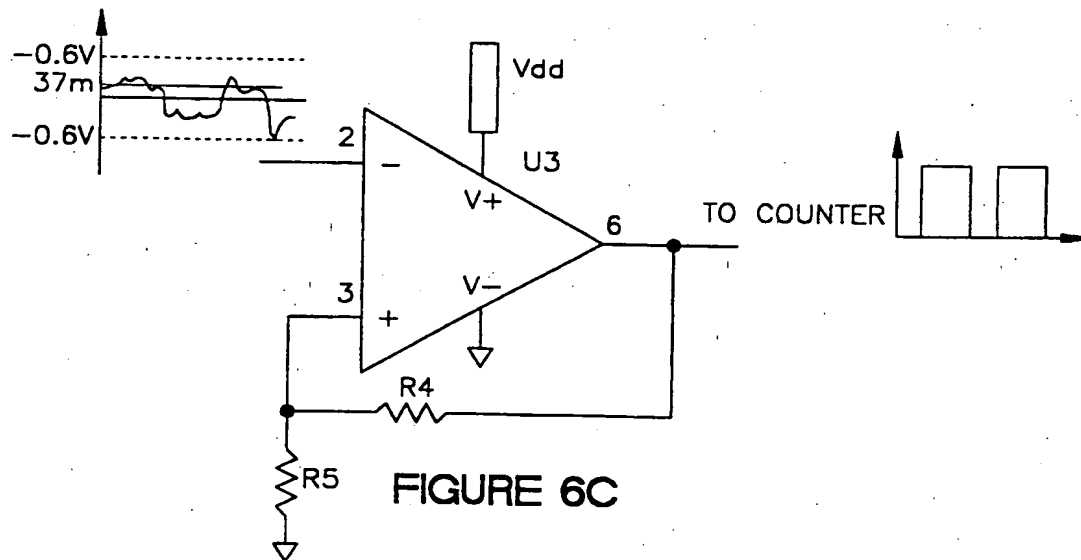 -0.6V
37m
-0.6V
Vdd
2
-
U3
V+
6
TO COUNTER
3
+
V-
R4
R5
FIGURE 6C